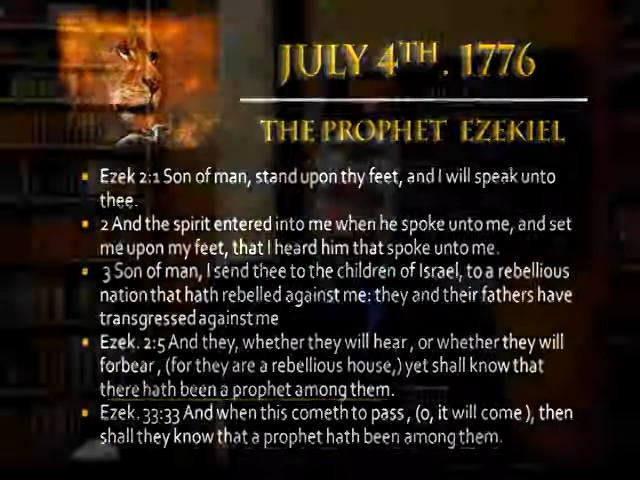 JULY 4TH. 1776
THE PROPHET EZEKIEL
▪ Ezek 2:1 Son of man, stand upon thy feet, and I will speak unto
thee.
▪ 2 And the spirit entered into me when he spoke unto me, and set
me upon my feet, that I heard him that spoke unto me.
▪ 3 Son of man, I send thee to the children of Israel, to a rebellious
nation that hath rebelled against me: they and their fathers have
transgressed against me
▪ Ezek. 2:5 And they, whether they will hear, or whether they will
forbear, (for they are a rebellious house,) yet shall know that
there hath been a prophet among them.
▪ Ezek. 33:33 And when this cometh to pass, (0, it will come), then
shall they know that a prophet hath been among them.